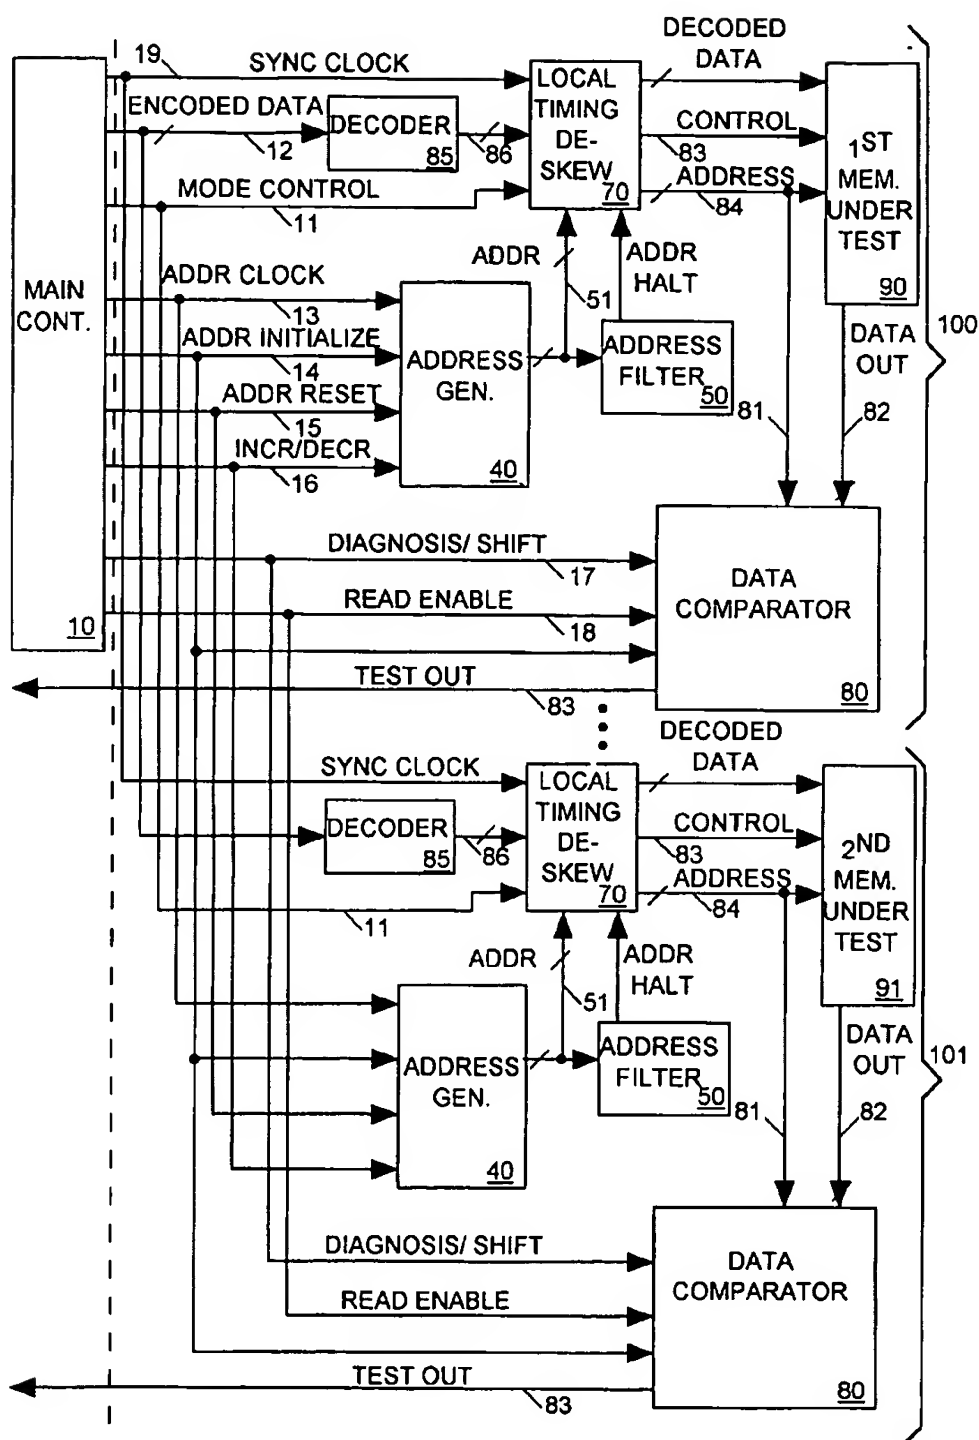 MAIN
CONT.
10
19
SYNC CLOCK
ENCODED DATA
12
DECODER
85
86
MODE CONTROL
11
LOCAL
TIMING
DE-
SKEW
70
DECODED
DATA
CONTROL
83
ADDRESS
84
1ST
MEM.
UNDER
TEST
90
ADDR CLOCK
13
ADDR INITIALIZE
14
ADDR RESET
15
INCR/DECR
16
ADDRESS
GEN.
40
ADDR
51
ADDR
HALT
ADDRESS
FILTER
50
DATA
OUT
81
82
100
DIAGNOSIS/ SHIFT
17
READ ENABLE
18
TEST OUT
83
DATA
COMPARATOR
80
SYNC CLOCK
DECODER
85
86
11
LOCAL
TIMING
DE-
SKEW
70
DECODED
DATA
CONTROL
83
ADDRESS
84
2ND
MEM.
UNDER
TEST
91
ADDRESS
GEN.
40
ADDR
51
ADDR
HALT
ADDRESS
FILTER
50
DATA
OUT
81
82
101
DIAGNOSIS/ SHIFT
READ ENABLE
TEST OUT
83
DATA
COMPARATOR
80